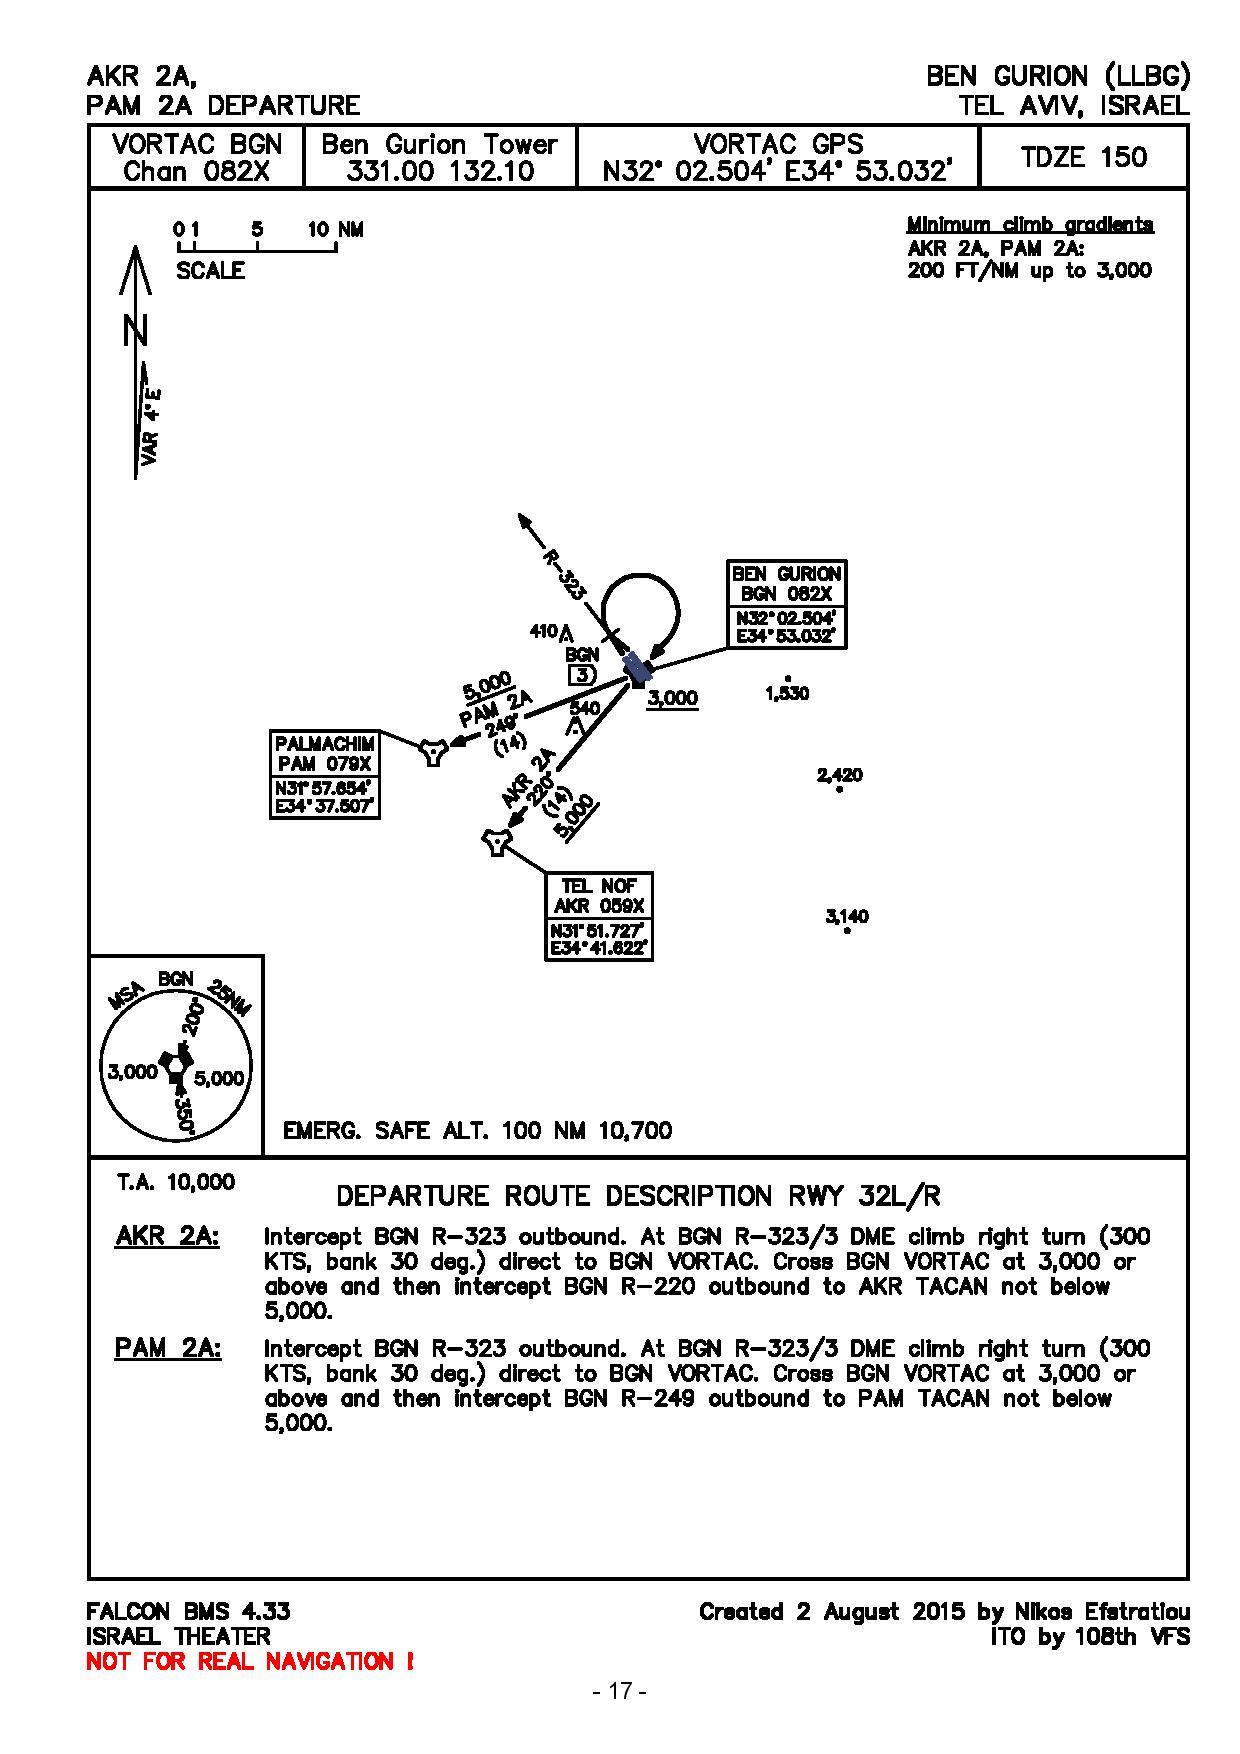 AKR 2A,
PAM 2A DEPARTURE
BEN GURION (LLBG)
TEL AVIV, ISRAEL
VORTAC BGN
Chan 082X
Ben Gurion Tower
331.00 132.10
VORTAC GPS
N32° 02.504' E34° 53.032'
TDZE 150
0 1 5 10 NM
SCALE
Minimum climb gradients
AKR 2A, PAM 2A:
200 FT/NM up to 3,000
N
VAR 4°E
R-323
BEN GURION
BGN 082X
N32°02.504'
E34°53.032'
410
BGN
3
5,000
PAM 2A
249°
(14)
540
3,000
1,530
PALMACHIM
PAM 079X
N31°57.654'
E34°37.507'
AKR 2A
220°
(14)
5,000
2,420
TEL NOF
AKR 059X
N31°51.727'
E34°41.622'
3,140
MSA BGN 25NM
200°
3,000
5,000
350°
EMERG. SAFE ALT. 100 NM 10,700
T.A. 10,000
DEPARTURE ROUTE DESCRIPTION RWY 32L/R
AKR 2A: Intercept BGN R-323 outbound. At BGN R-323/3 DME climb right turn (300
KTS, bank 30 deg.) direct to BGN VORTAC. Cross BGN VORTAC at 3,000 or
above and then intercept BGN R-220 outbound to AKR TACAN not below
5,000.
PAM 2A: Intercept BGN R-323 outbound. At BGN R-323/3 DME climb right turn (300
KTS, bank 30 deg.) direct to BGN VORTAC. Cross BGN VORTAC at 3,000 or
above and then intercept BGN R-249 outbound to PAM TACAN not below
5,000.
FALCON BMS 4.33
ISRAEL THEATER
NOT FOR REAL NAVIGATION !
Created 2 August 2015 by Nikos Efstratiou
ITO by 108th VFS
- 17 -